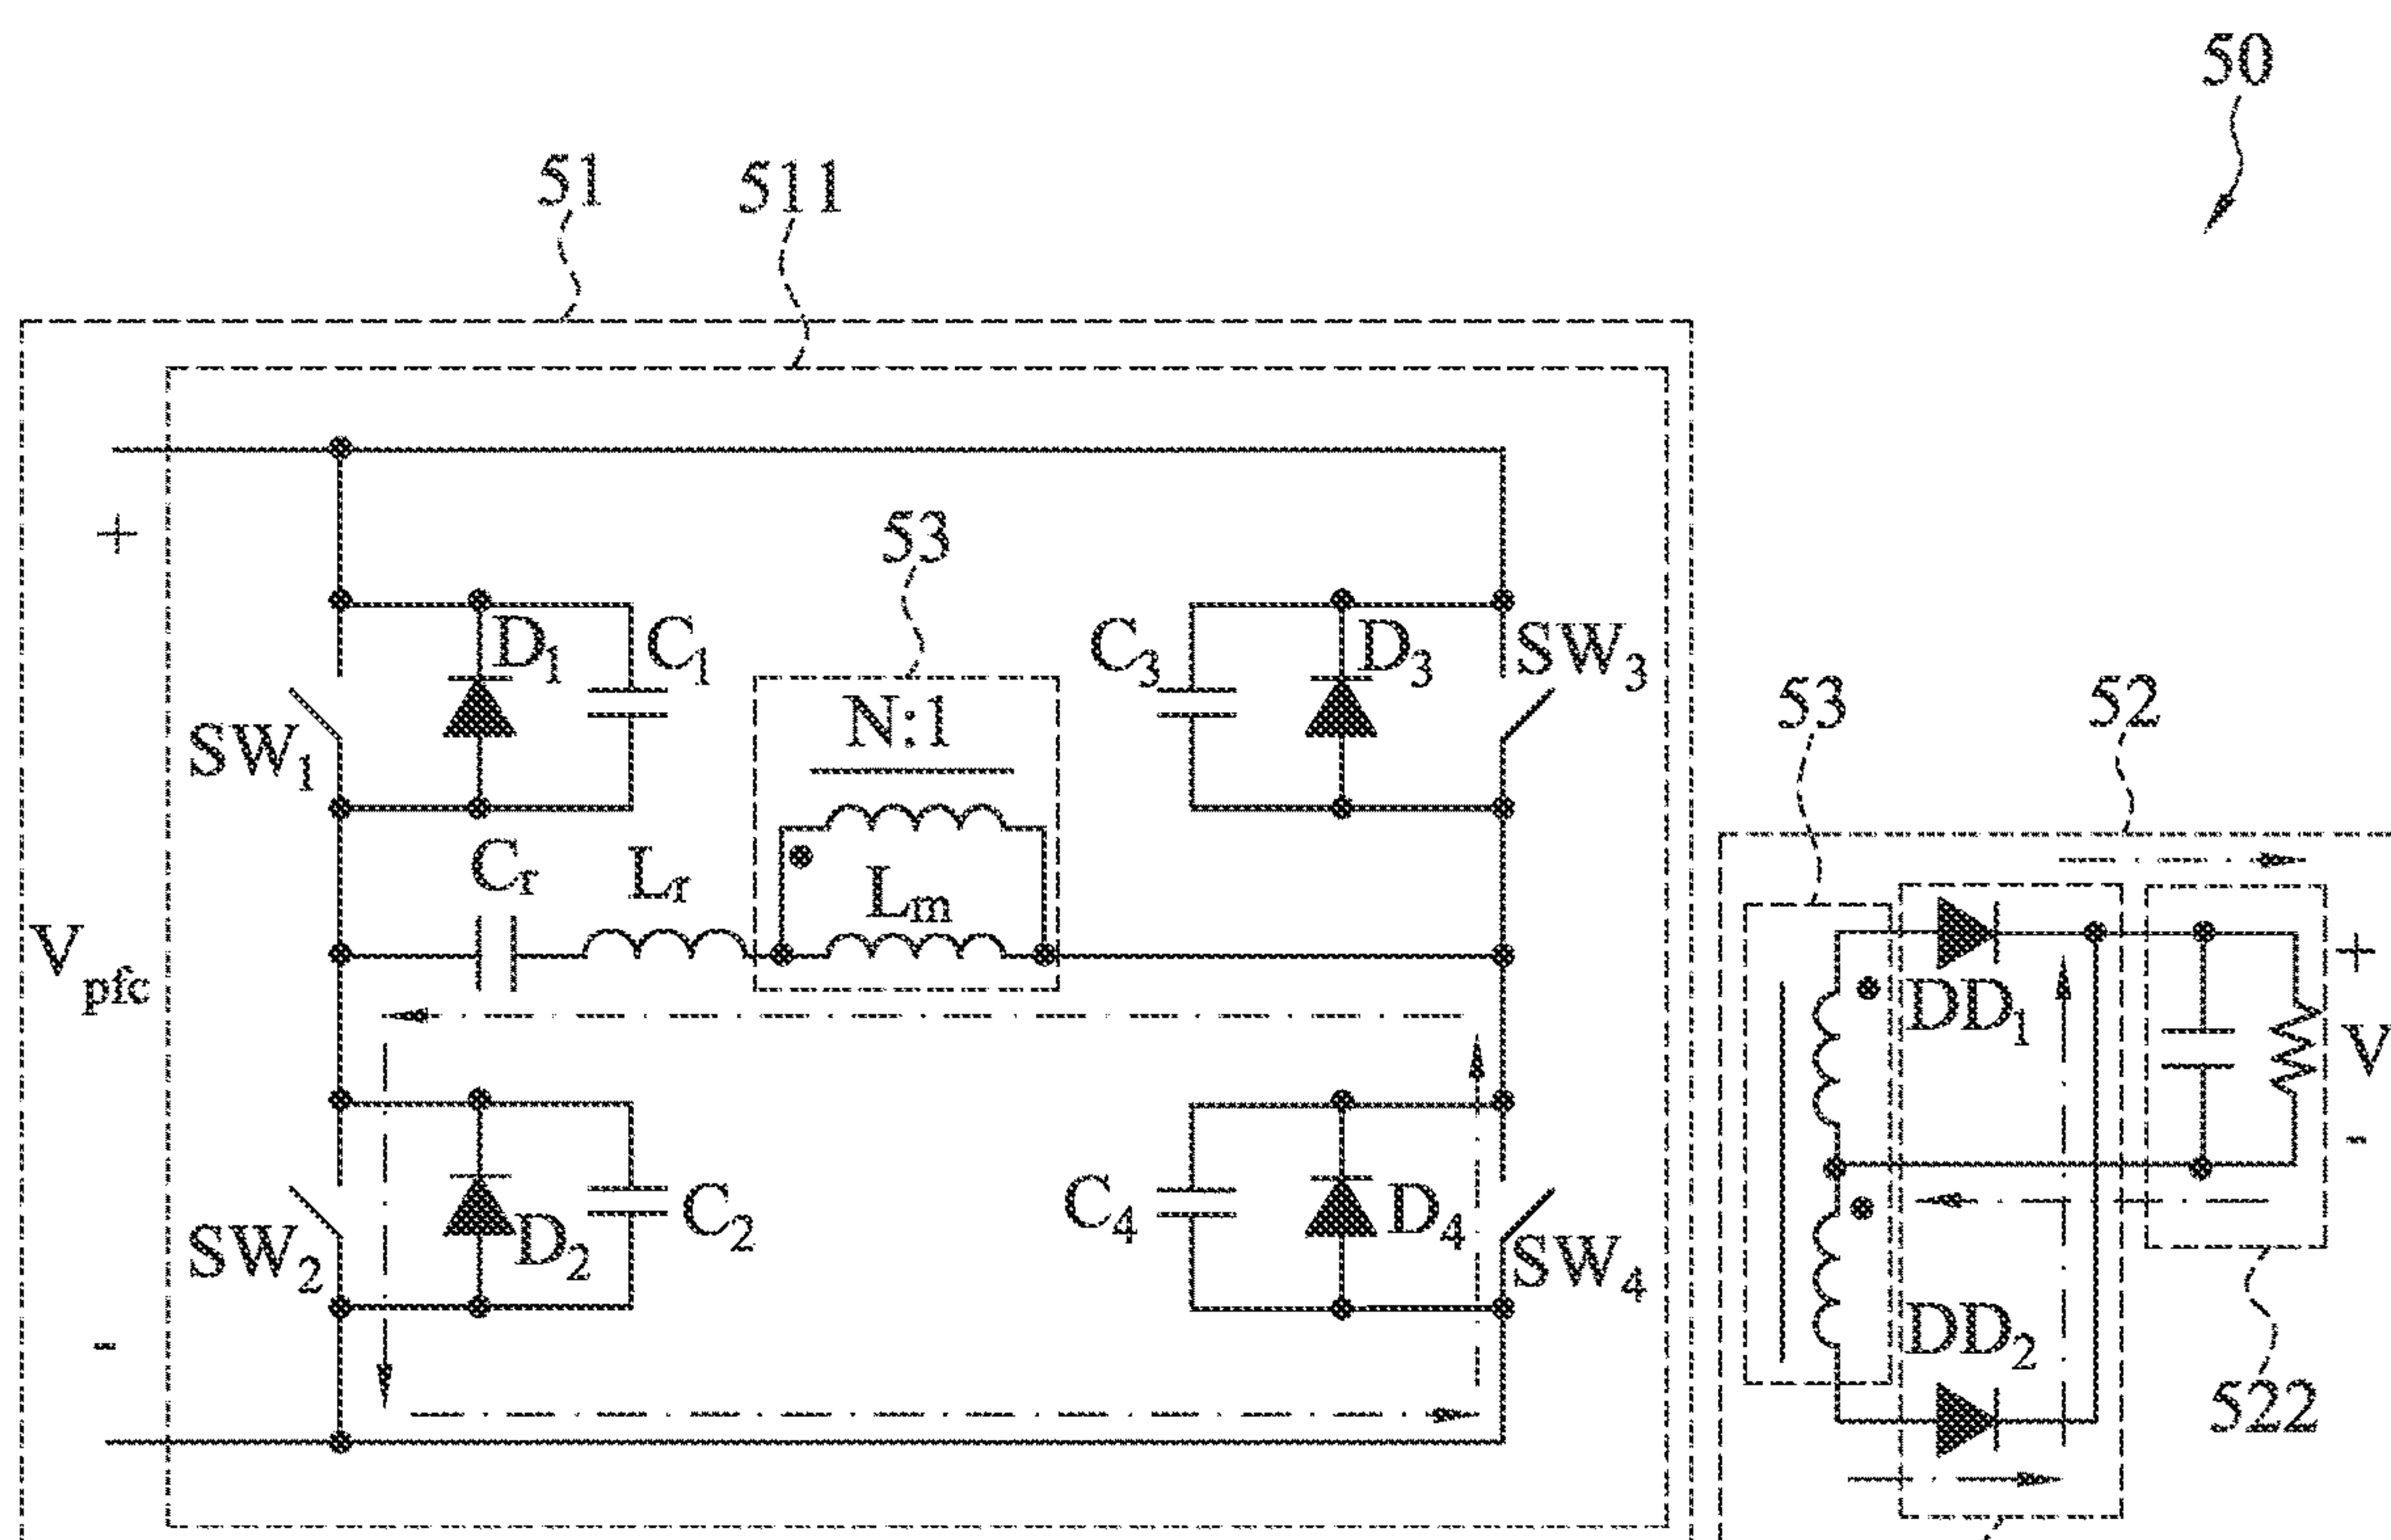 50
51
511
+
53
D1
C1
C3
D3
SW3
N:1
SW1
53
52
Cr
Lr
Lm
Vpfc
DD1
+
V
-
D2
C2
C4
D4
SW2
SW4
DD2
-
522